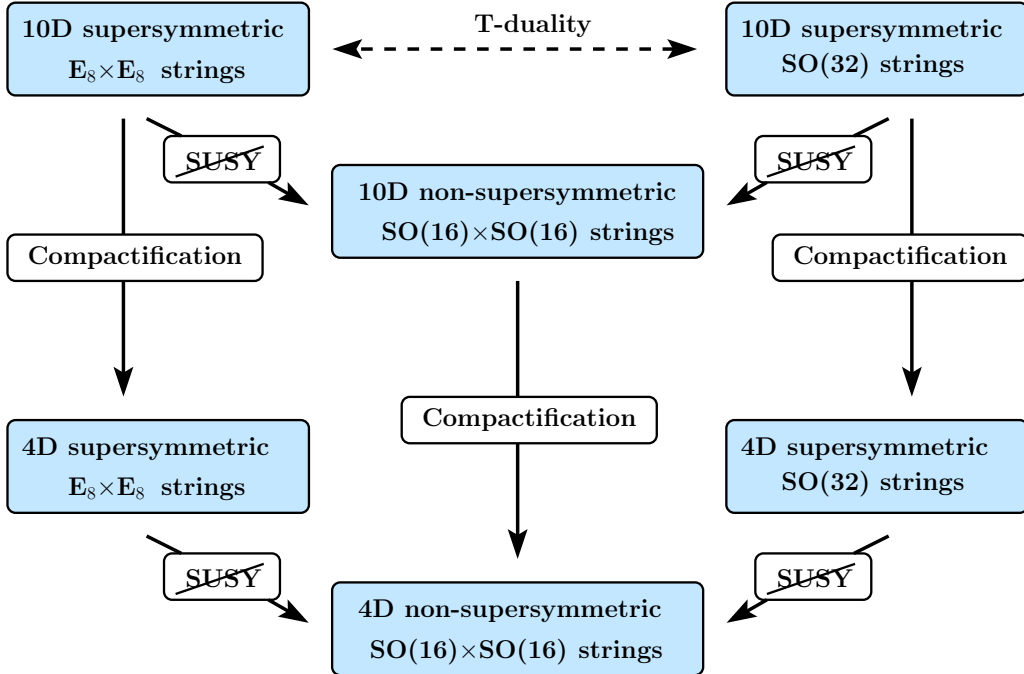 10D supersymmetric
E₈×E₈ strings
T-duality
10D supersymmetric
SO(32) strings
SUSY
SUSY
10D non-supersymmetric
SO(16)×SO(16) strings
Compactification
Compactification
Compactification
4D supersymmetric
E₈×E₈ strings
4D supersymmetric
SO(32) strings
SUSY
SUSY
4D non-supersymmetric
SO(16)×SO(16) strings